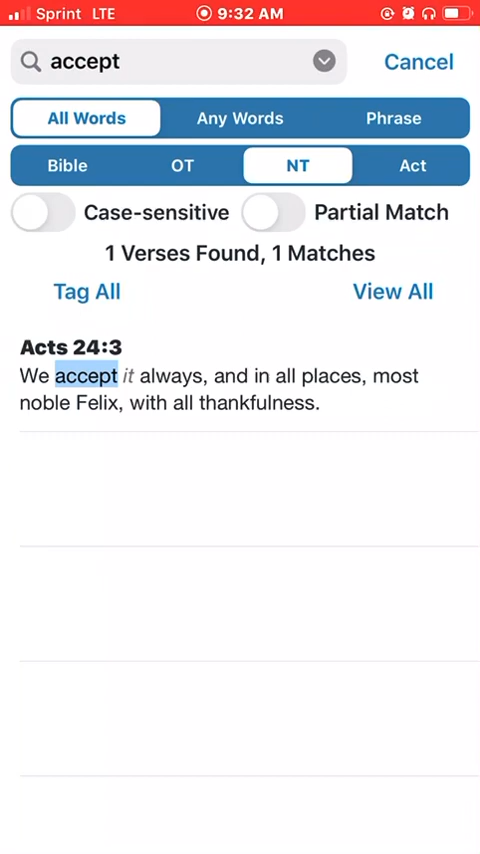 Sprint LTE 9:32 AM
accept Cancel
All Words Any Words Phrase
Bible OT NT Act
Case-sensitive Partial Match
1 Verses Found, 1 Matches
Tag All View All
Acts 24:3
We accept it always, and in all places, most
noble Felix, with all thankfulness.